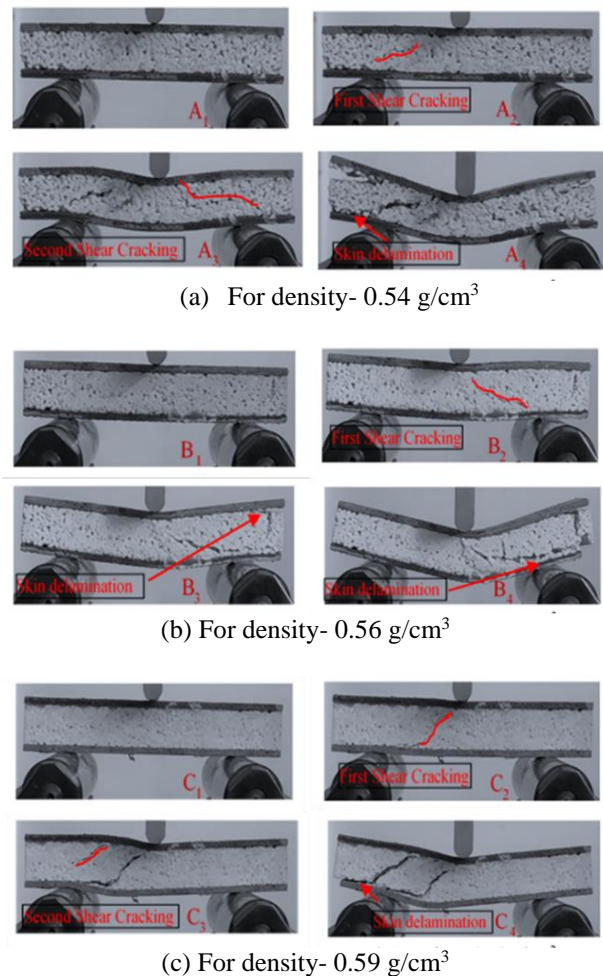 A₁
First Shear Cracking A₂
Second Shear Cracking A₃
Skin delamination A₄
(a) For density- 0.54 g/cm³
B₁
First Shear Cracking B₂
Skin delamination B₃
Skin delamination B₄
(b) For density- 0.56 g/cm³
C₁
First Shear Cracking C₂
Second Shear Cracking C₃
Skin delamination C₄
(c) For density- 0.59 g/cm³